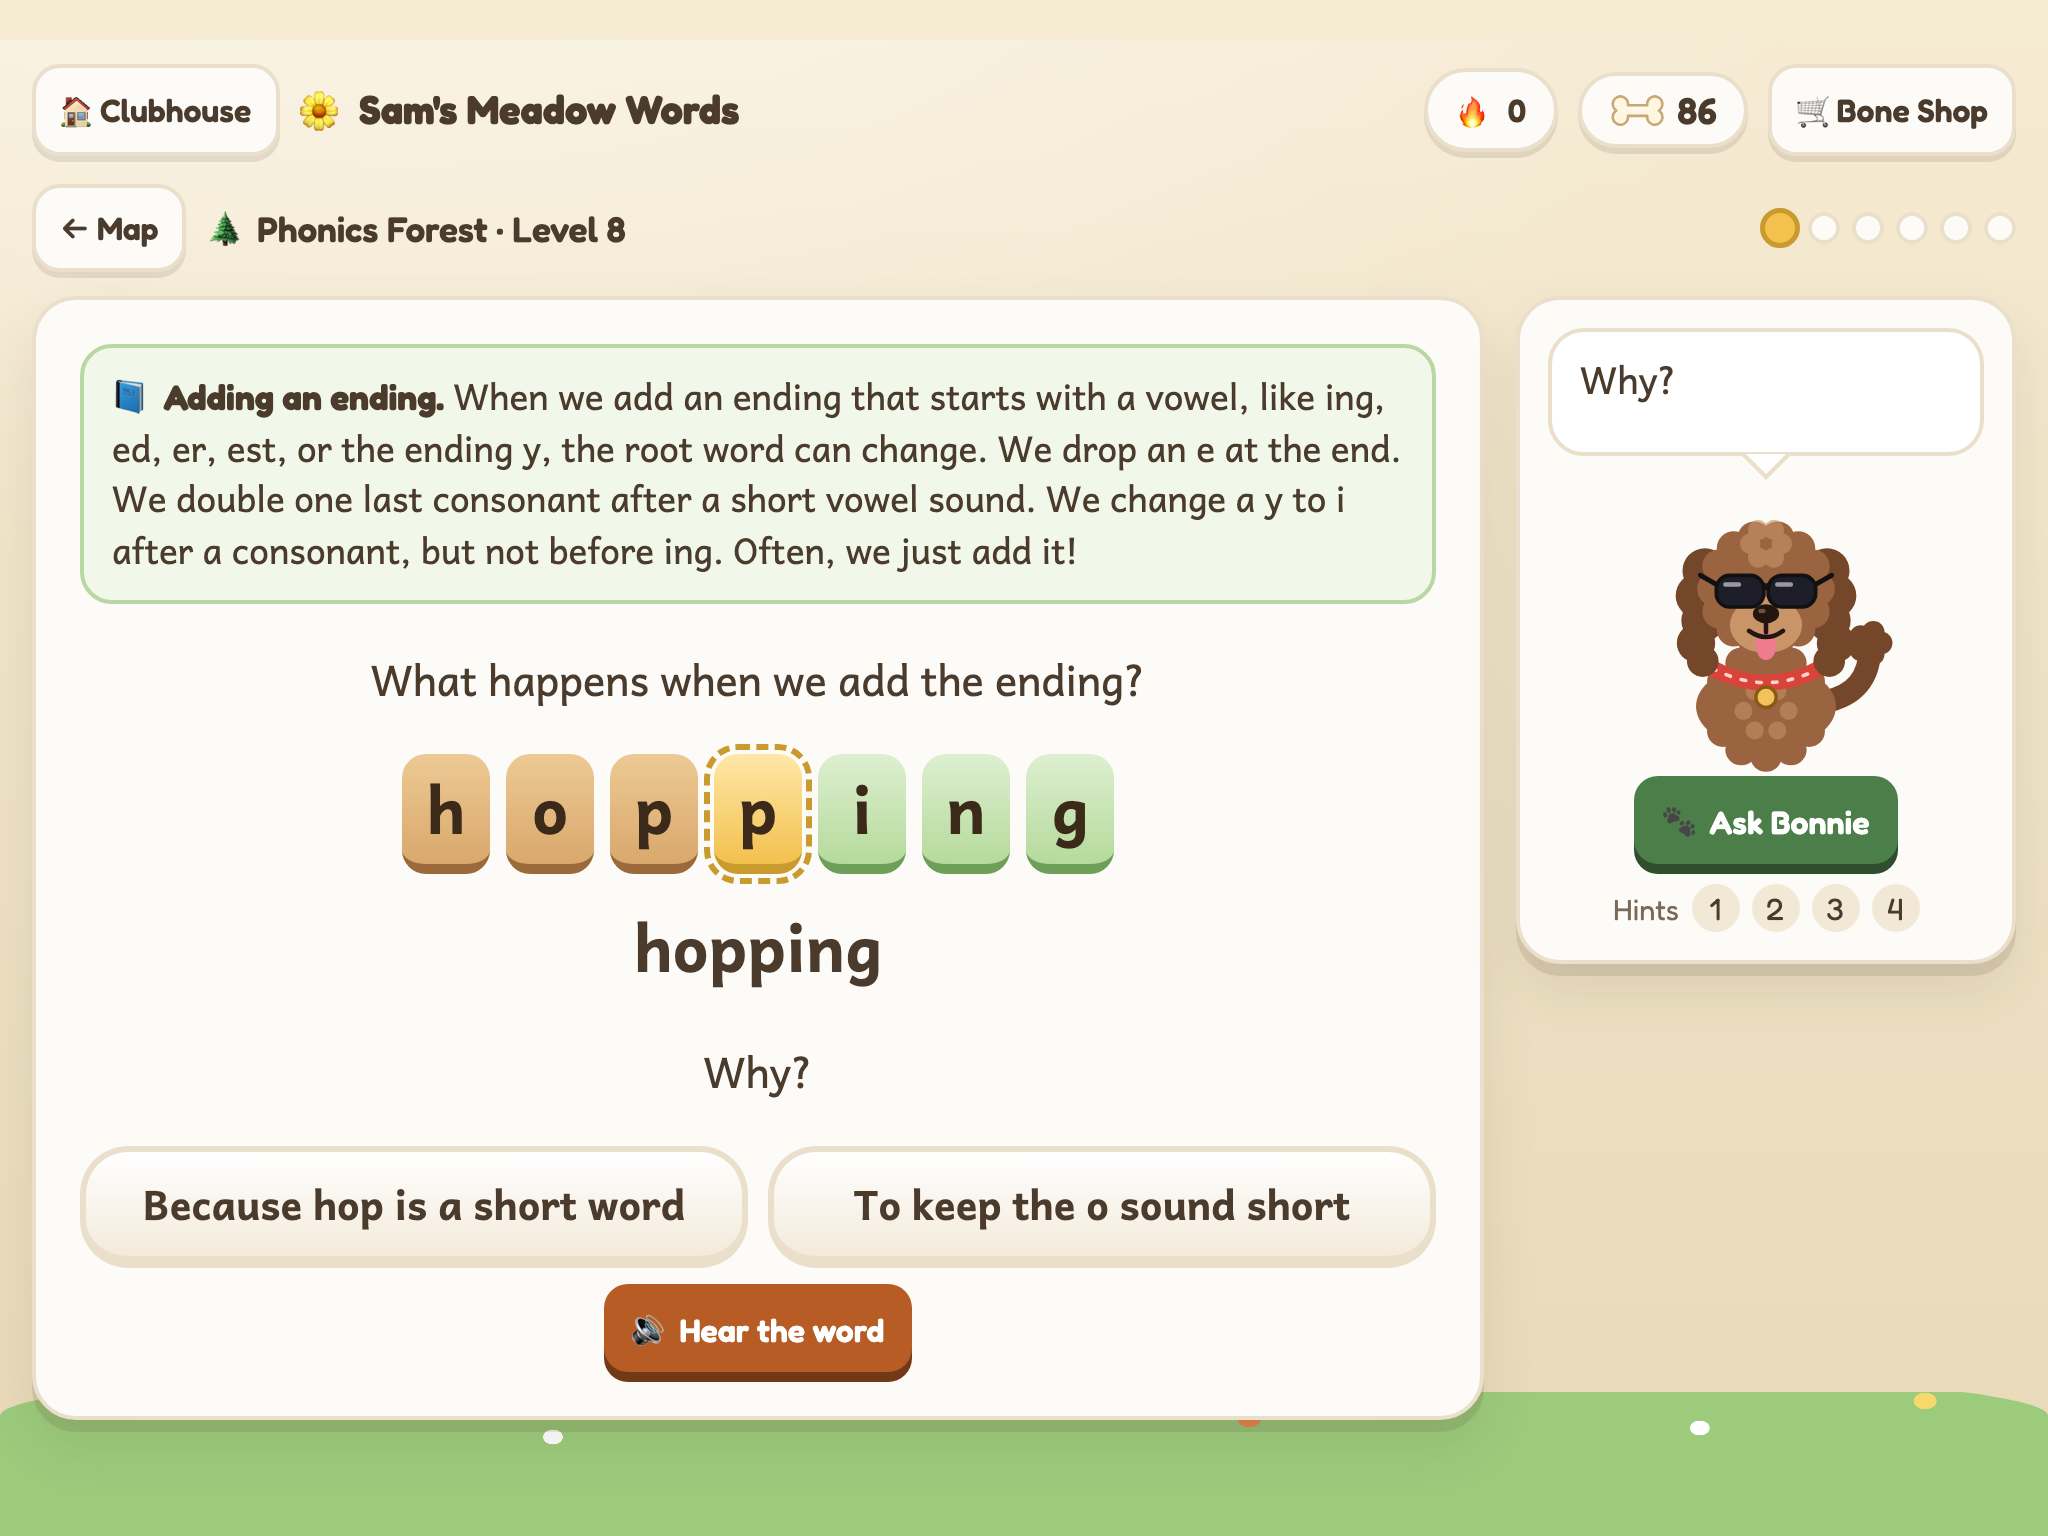 Clubhouse
Sam's Meadow Words
0
86
Bone Shop
← Map
Phonics Forest · Level 8
Adding an ending. When we add an ending that starts with a vowel, like ing,
ed, er, est, or the ending y, the root word can change. We drop an e at the end.
We double one last consonant after a short vowel sound. We change a y to i
after a consonant, but not before ing. Often, we just add it!
What happens when we add the ending?
h o p p i n g
hopping
Why?
Because hop is a short word
To keep the o sound short
Hear the word
Why?
Ask Bonnie
Hints 1 2 3 4